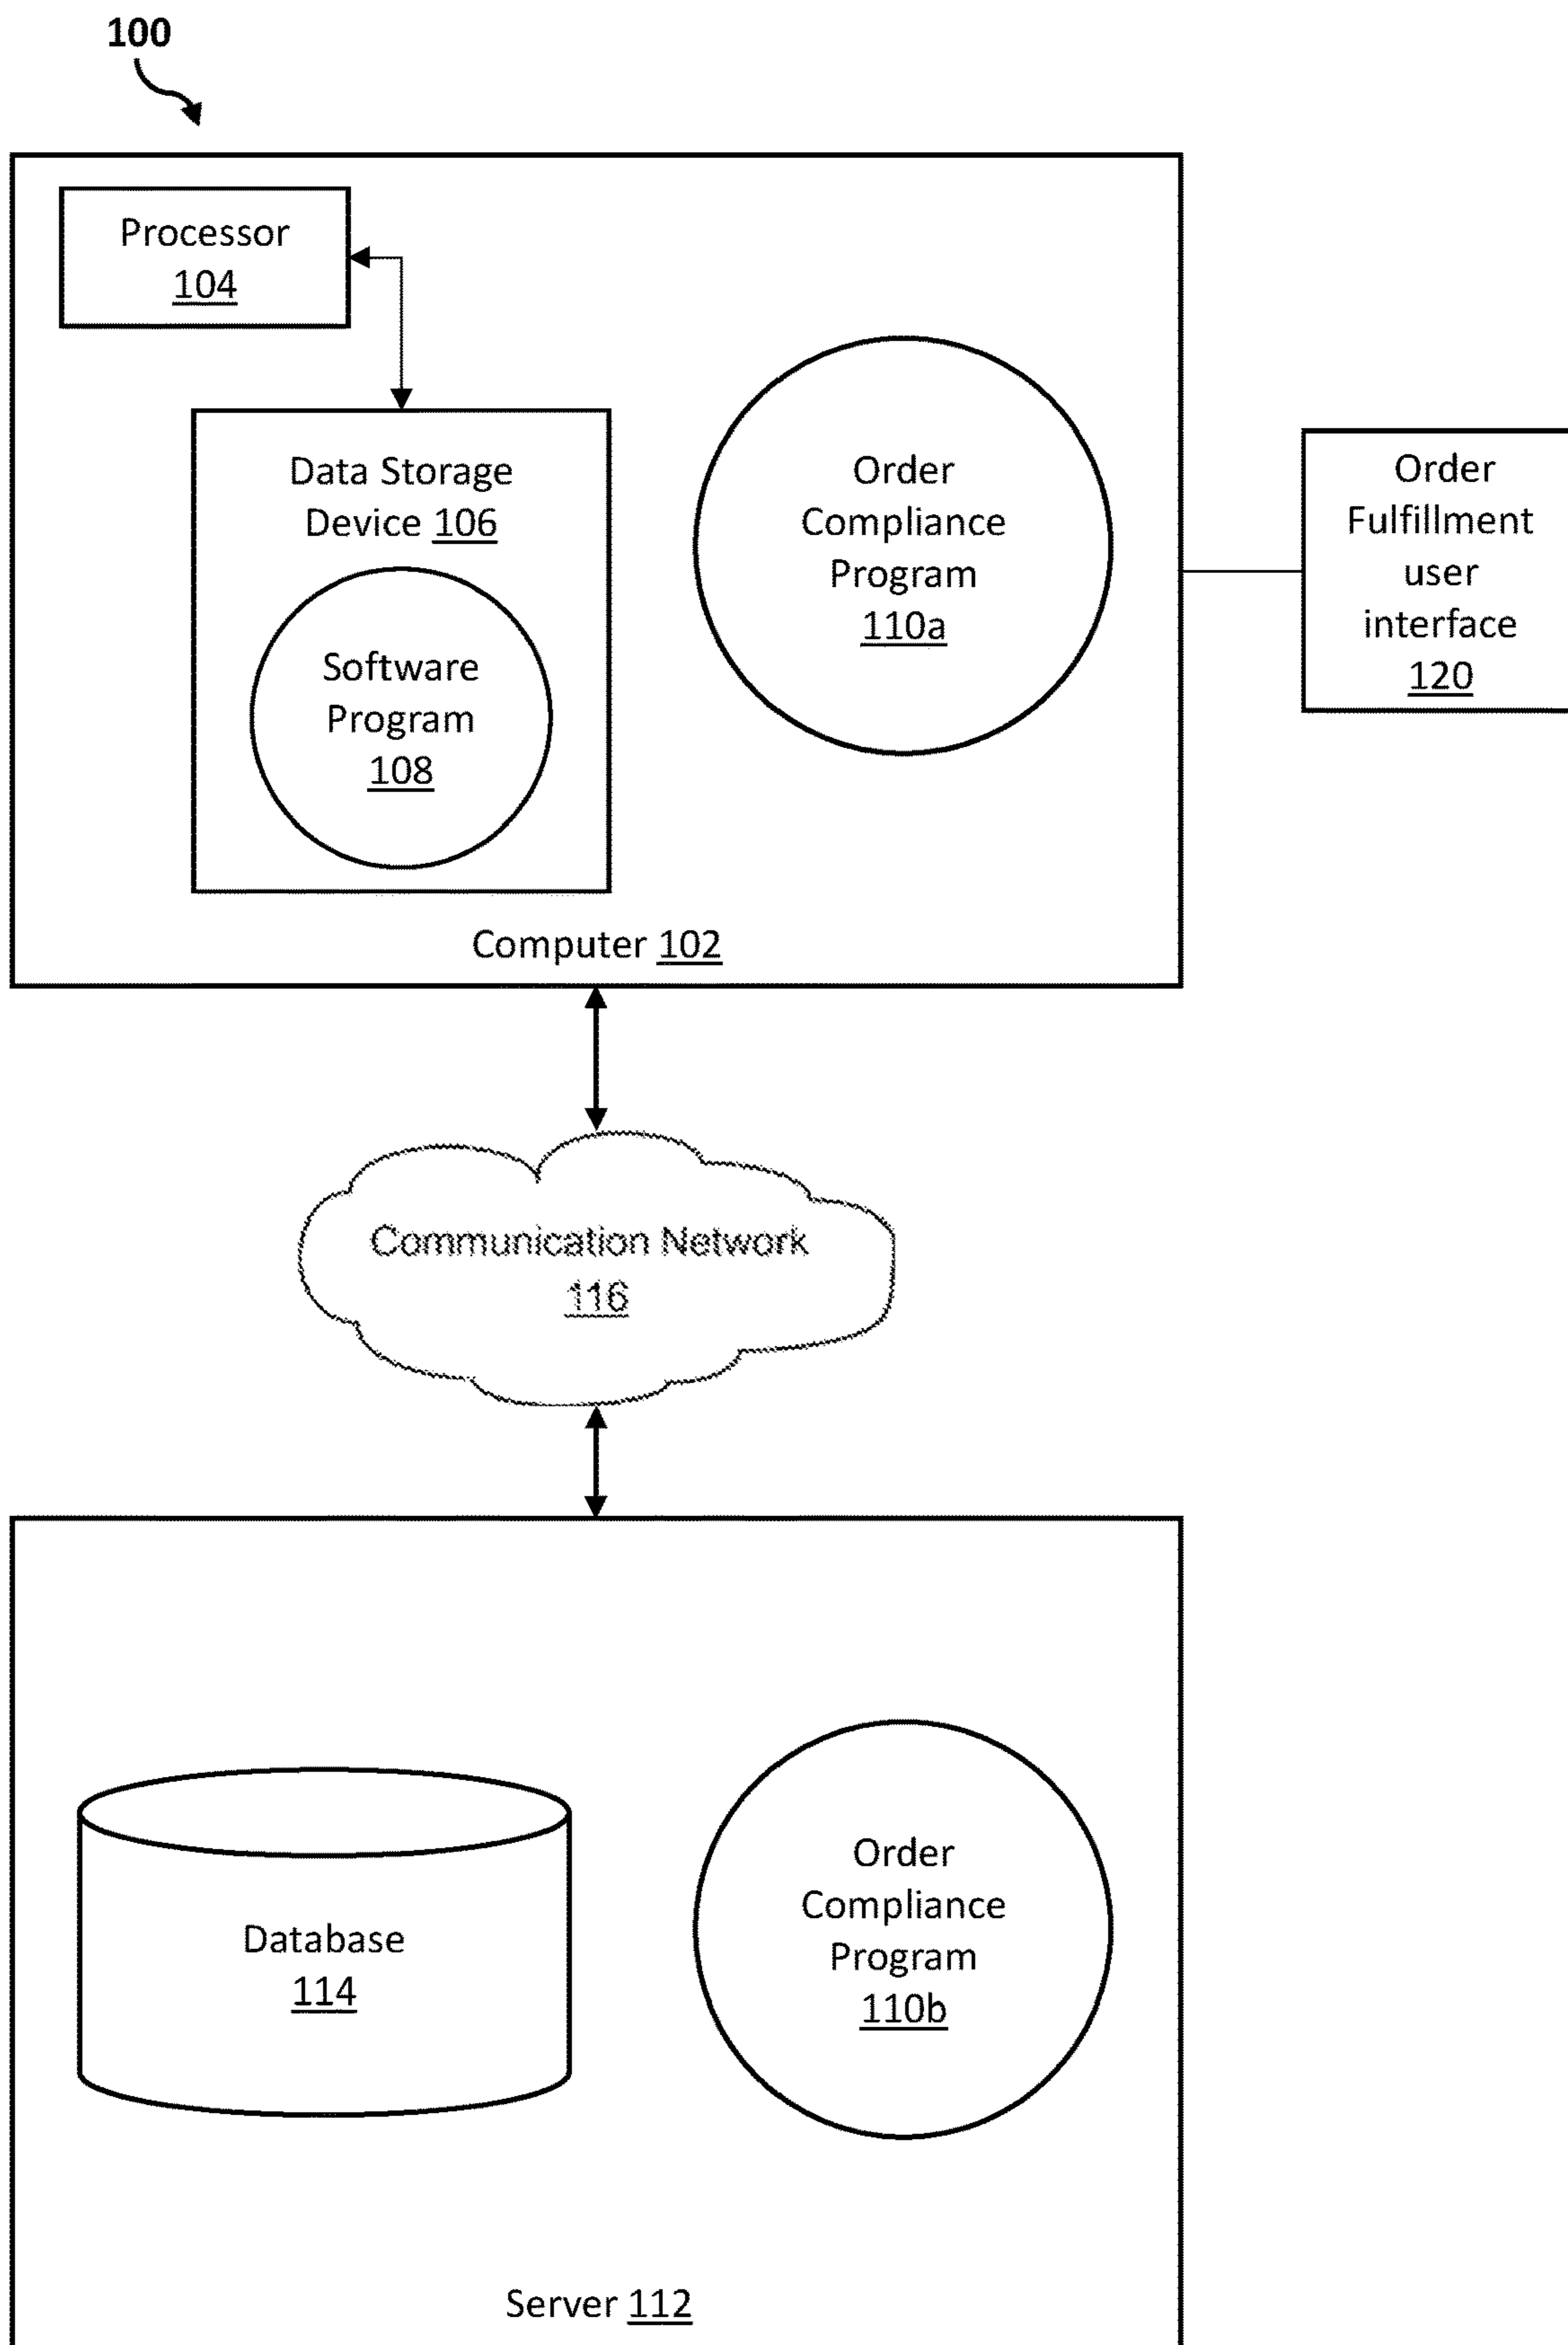 100
Processor
104
Data Storage
Device 106
Software
Program
108
Order
Compliance
Program
110a
Computer 102
Order
Fulfillment
user
interface
120
Communication Network
116
Database
114
Order
Compliance
Program
110b
Server 112